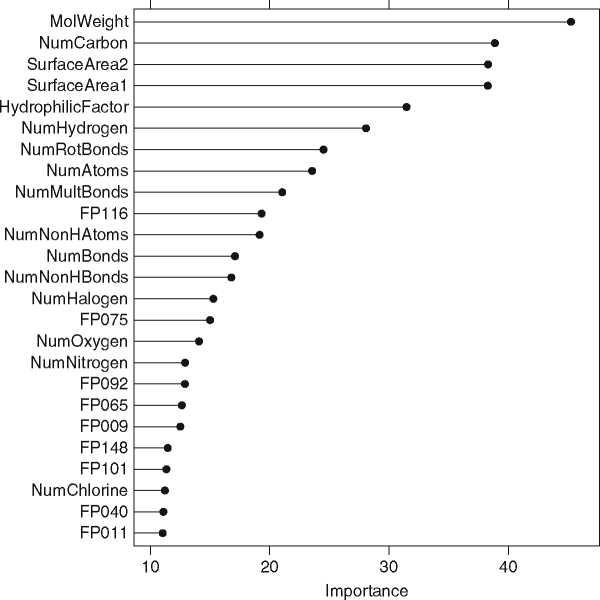 MolWeight
NumCarbon
SurfaceArea2
SurfaceArea1
HydrophilicFactor
NumHydrogen
NumRotBonds
NumAtoms
NumMultBonds
FP116
NumNonHAtoms
NumBonds
NumNonHBonds
NumHalogen
FP075
NumOxygen
NumNitrogen
FP092
FP065
FP009
FP148
FP101
NumChlorine
FP040
FP011
10 20 30 40
Importance